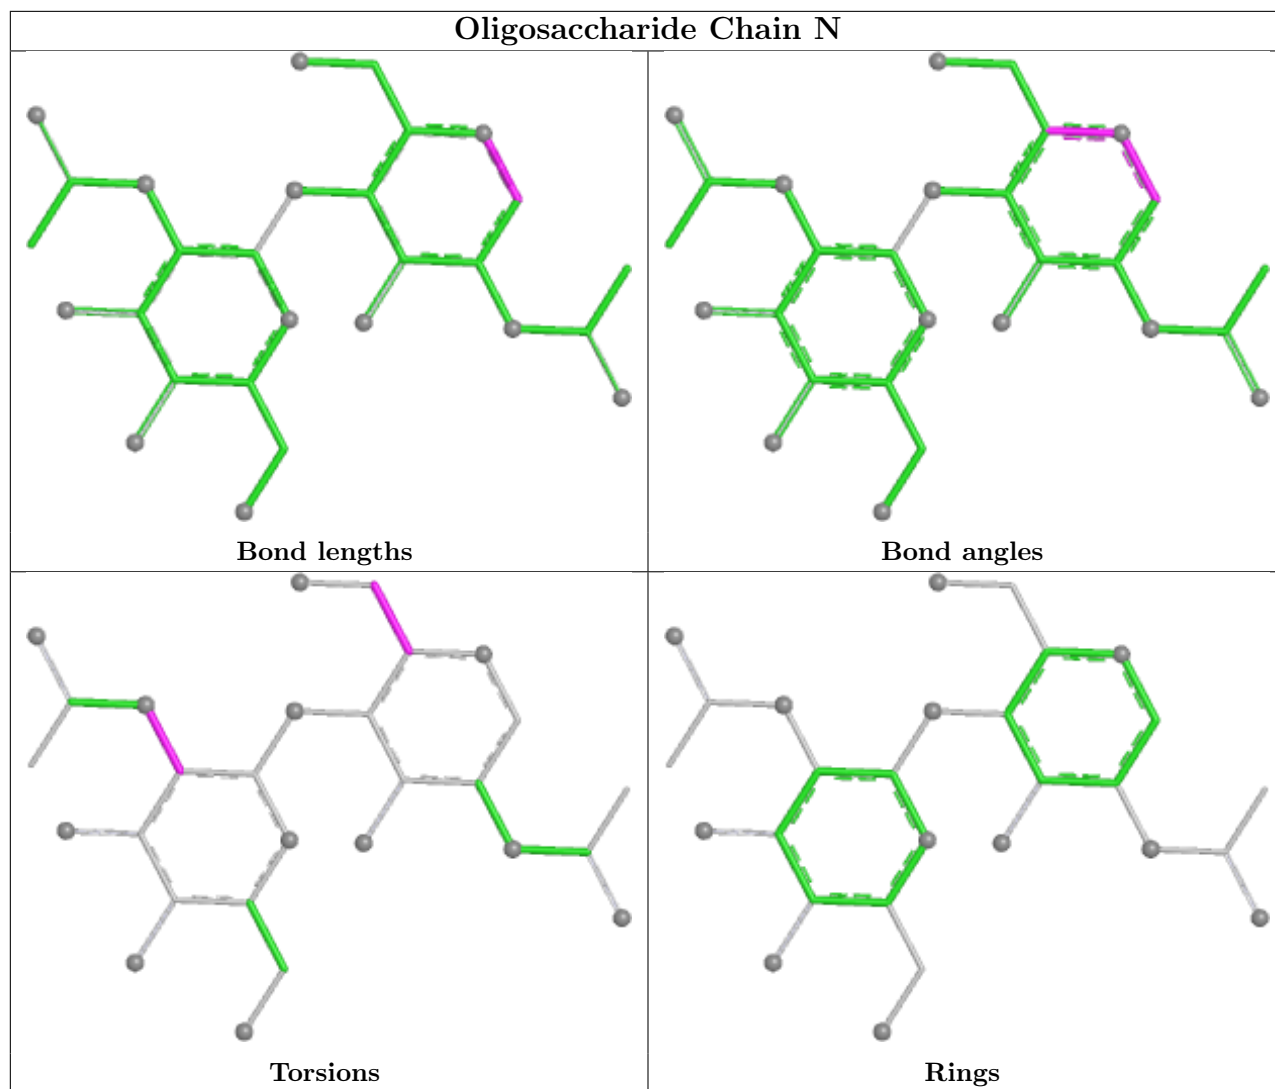 Oligosaccharide Chain N
Bond lengths
Bond angles
Torsions
Rings